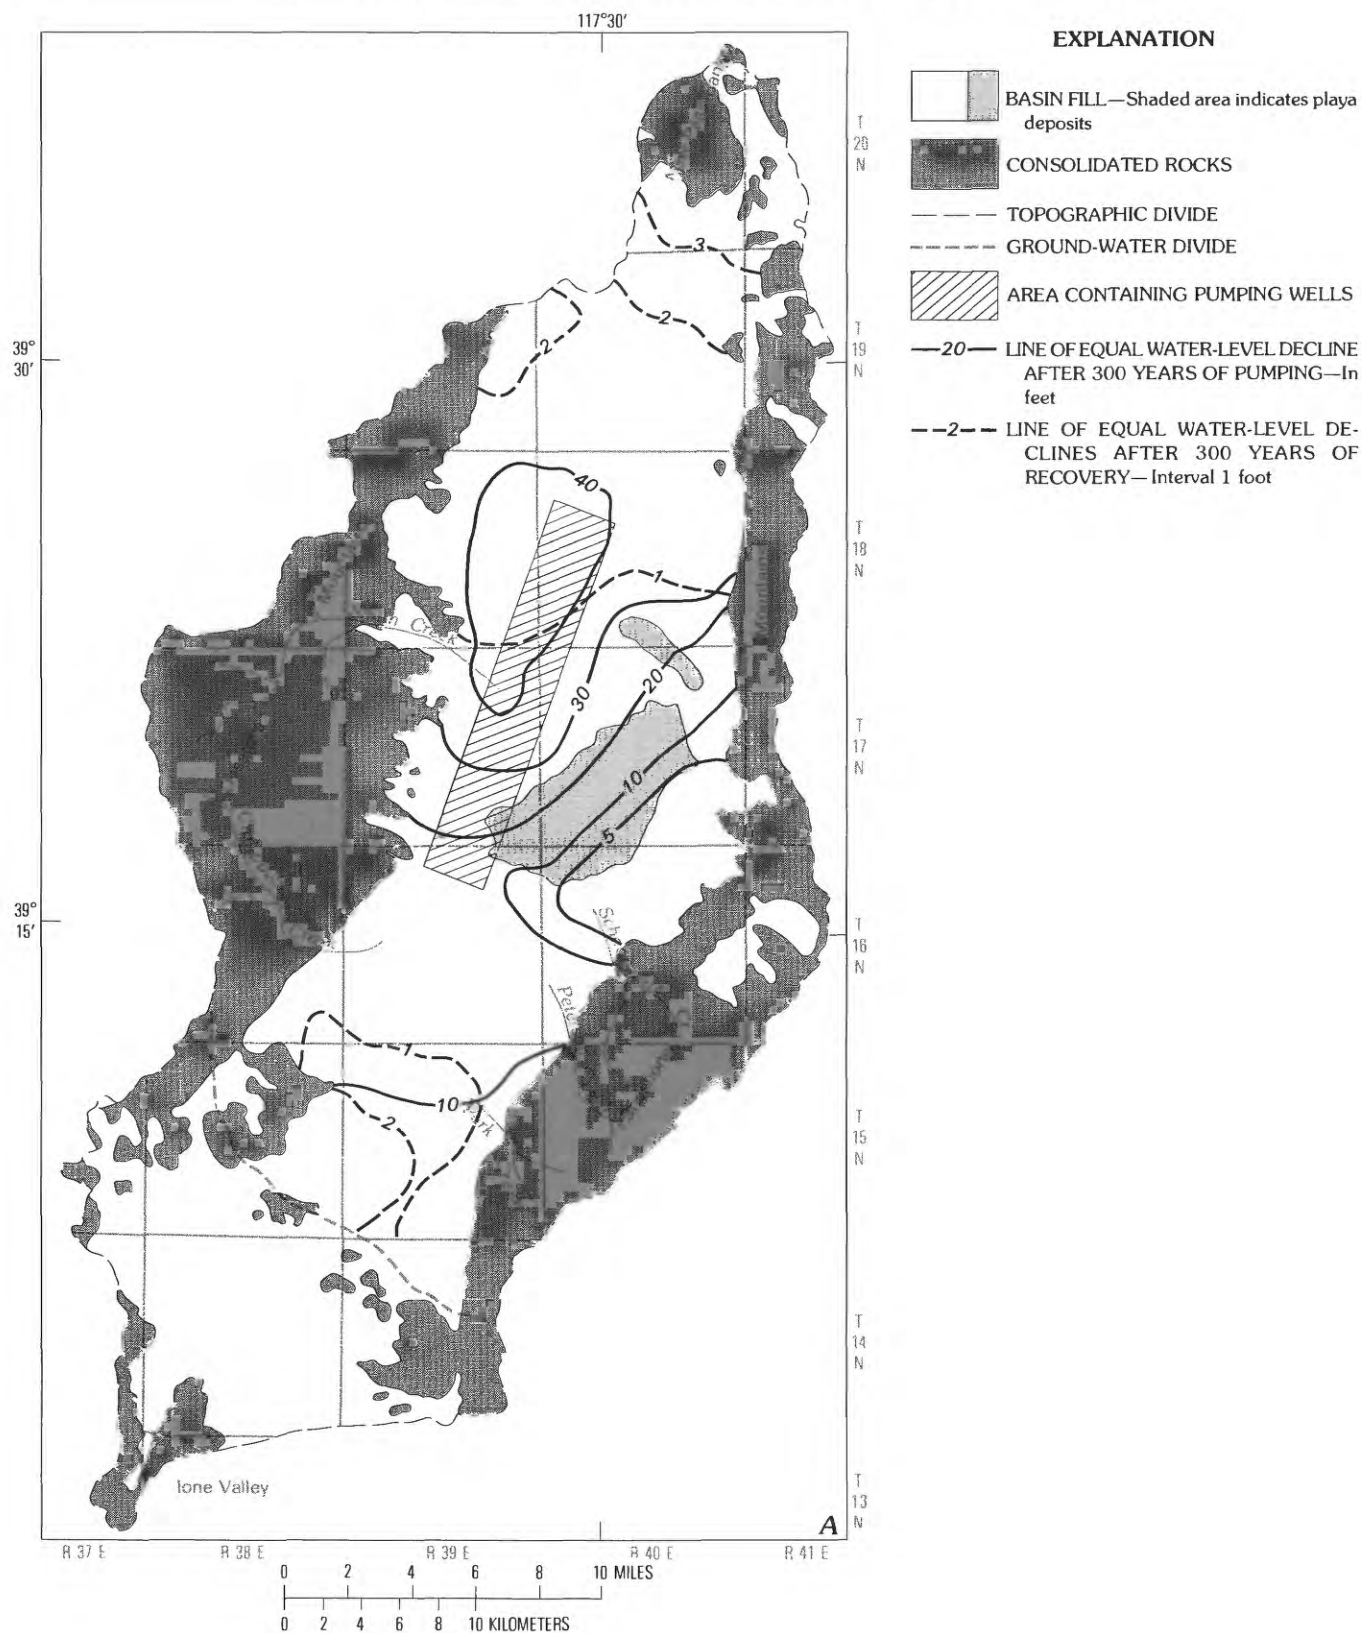 117°30'
EXPLANATION
BASIN FILL—Shaded area indicates playa
deposits
CONSOLIDATED ROCKS
TOPOGRAPHIC DIVIDE
GROUND-WATER DIVIDE
AREA CONTAINING PUMPING WELLS
20 LINE OF EQUAL WATER-LEVEL DECLINE
AFTER 300 YEARS OF PUMPING—In
feet
2 LINE OF EQUAL WATER-LEVEL DE-
CLINES AFTER 300 YEARS OF
RECOVERY—Interval 1 foot
T
20
N
3
2
2
T
19
N
39°
30'
40
T
18
N
1
Mountains
Creek
30
20
T
17
N
10
5
39°
15'
T
16
N
1
10
2
Park
T
15
N
T
14
N
Ione Valley
T
13
N
A
R 37 E
R 38 E
R 39 E
R 40 E
R 41 E
0 2 4 6 8 10 MILES
0 2 4 6 8 10 KILOMETERS